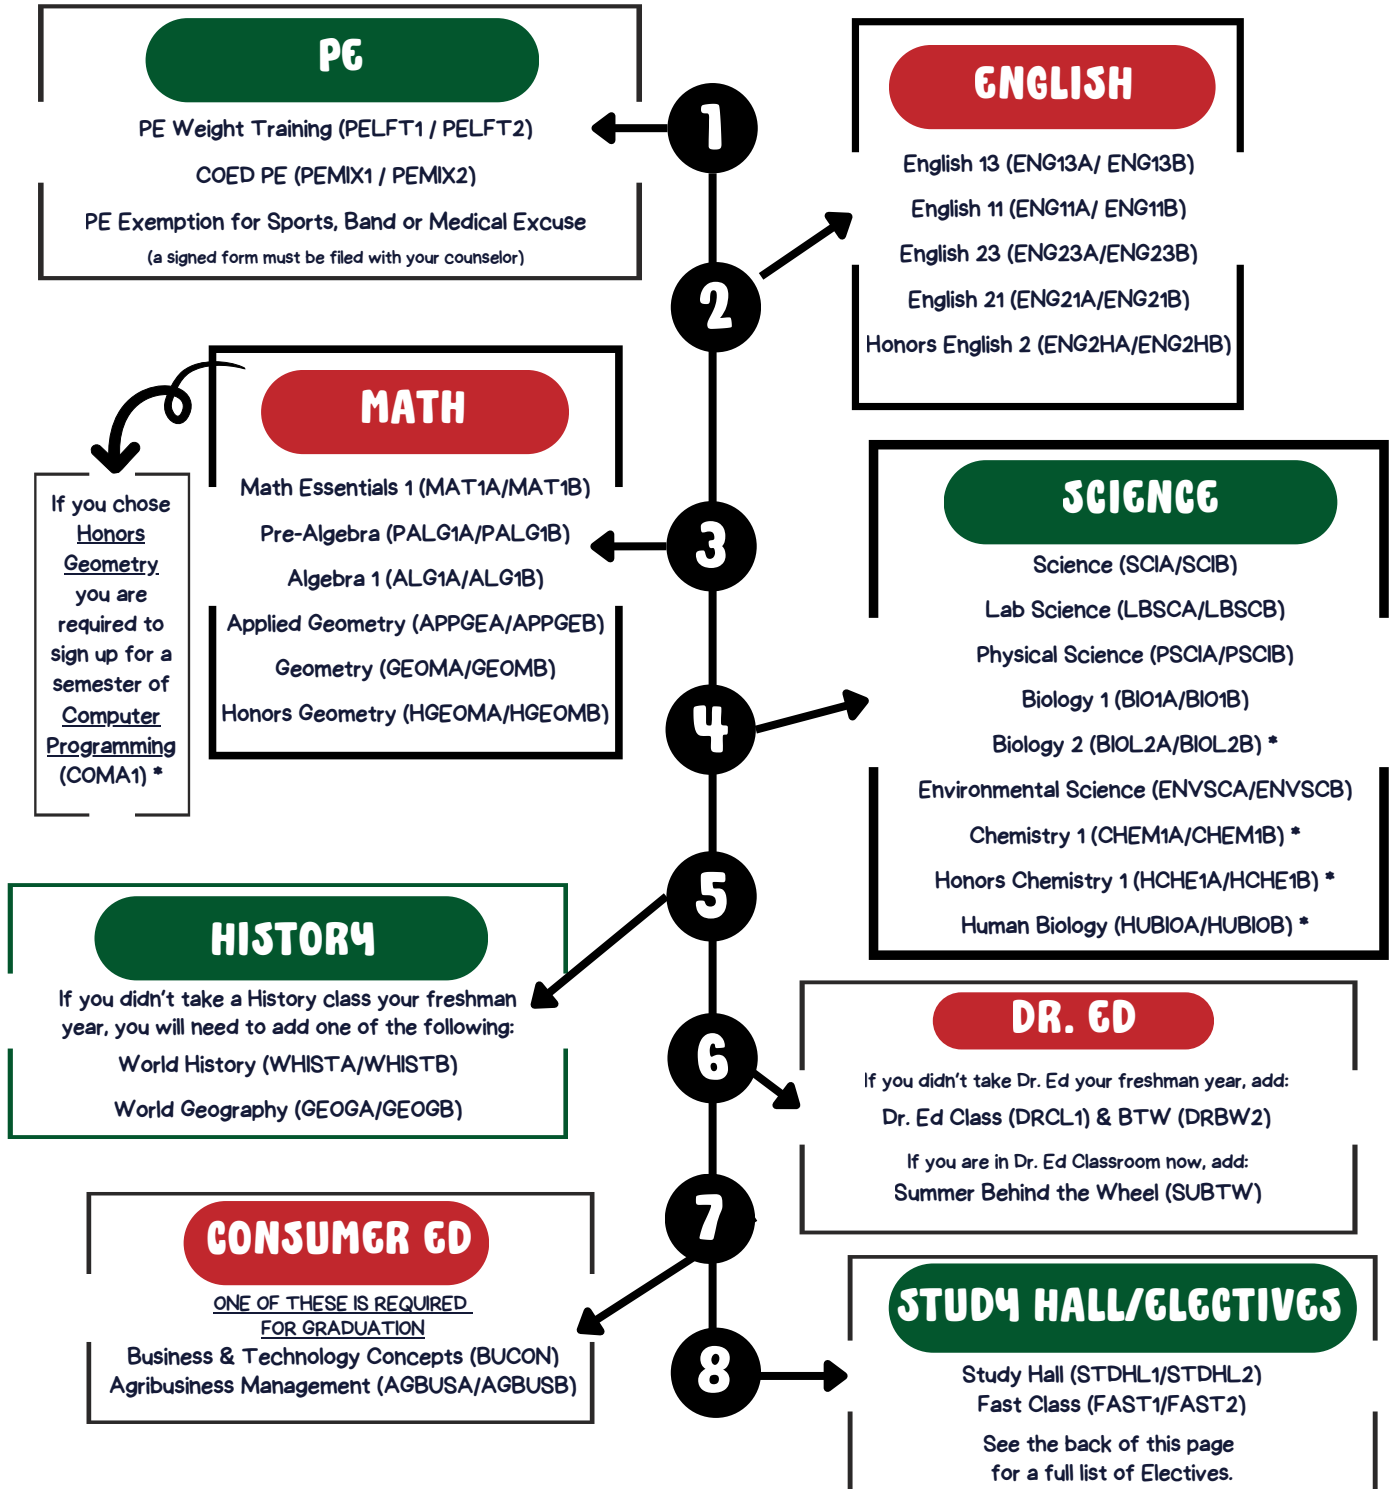 PE
PE Weight Training (PELFT1 / PELFT2)
COED PE (PEMIX1 / PEMIX2)
PE Exemption for Sports, Band or Medical Excuse
(a signed form must be filed with your counselor)
1
ENGLISH
English 13 (ENG13A/ ENG13B)
English 11 (ENG11A/ ENG11B)
English 23 (ENG23A/ENG23B)
English 21 (ENG21A/ENG21B)
Honors English 2 (ENG2HA/ENG2HB)
2
MATH
Math Essentials 1 (MAT1A/MAT1B)
Pre-Algebra (PALG1A/PALG1B)
Algebra 1 (ALG1A/ALG1B)
Applied Geometry (APPGEA/APPGEB)
Geometry (GEOMA/GEOMB)
Honors Geometry (HGEOMA/HGEOMB)
If you chose
Honors
Geometry
you are
required to
sign up for a
semester of
Computer
Programming
(COMA1) *
3
SCIENCE
Science (SCIA/SCIB)
Lab Science (LBSCA/LBSCB)
Physical Science (PSCIA/PSCIB)
Biology 1 (BIO1A/BIO1B)
Biology 2 (BIOL2A/BIOL2B) *
Environmental Science (ENVSCA/ENVSCB)
Chemistry 1 (CHEM1A/CHEM1B) *
Honors Chemistry 1 (HCHE1A/HCHE1B) *
Human Biology (HUBIOA/HUBIOB) *
4
5
HISTORY
If you didn't take a History class your freshman
year, you will need to add one of the following:
World History (WHISTA/WHISTB)
World Geography (GEOGA/GEOGB)
6
DR. ED
If you didn't take Dr. Ed your freshman year, add:
Dr. Ed Class (DRCL1) & BTW (DRBW2)
If you are in Dr. Ed Classroom now, add:
Summer Behind the Wheel (SUBTW)
7
CONSUMER ED
ONE OF THESE IS REQUIRED
FOR GRADUATION
Business & Technology Concepts (BUCON)
Agribusiness Management (AGBUSA/AGBUSB)
8
STUDY HALL/ELECTIVES
Study Hall (STDHL1/STDHL2)
Fast Class (FAST1/FAST2)
See the back of this page
for a full list of Electives.